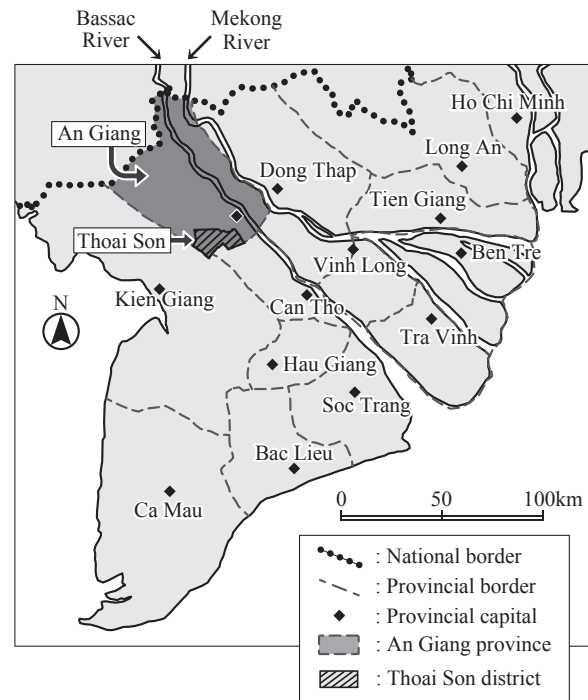 Bassac
River
Mekong
River
Ho Chi Minh
An Giang
Long An
Dong Thap
Tien Giang
Thoai Son
Vinh Long
Ben Tre
Kien Giang
Can Tho
N
Tra Vinh
Hau Giang
Soc Trang
Bac Lieu
Ca Mau
0 50 100km
: National border
: Provincial border
: Provincial capital
: An Giang province
: Thoai Son district